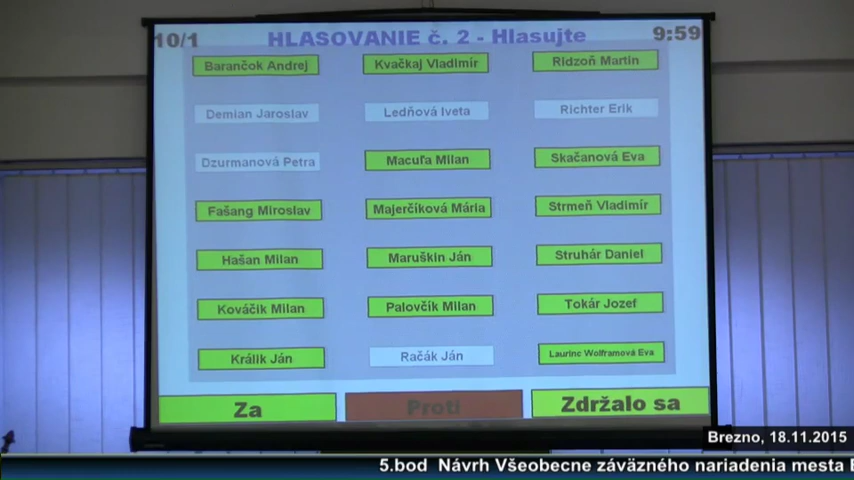 10/1 HLASOVANIE č. 2 - Hlasujte 9:59
Barančok Andrej Kvačkaj Vladimír Ridzoň Martin
Demian Jaroslav Ledňová Iveta Richter Erik
Dzurmanová Petra Macuľa Milan Skačanová Eva
Fašang Miroslav Majerčíková Mária Strmeň Vladimír
Hašan Milan Maruškin Ján Struhár Daniel
Kováčik Milan Palovčík Milan Tokár Jozef
Králik Ján Račák Ján Laurinc Wolframová Eva
Za Proti Zdržalo sa
Brezno, 18.11.2015
5.bod Návrh Všeobecne záväzného nariadenia mesta